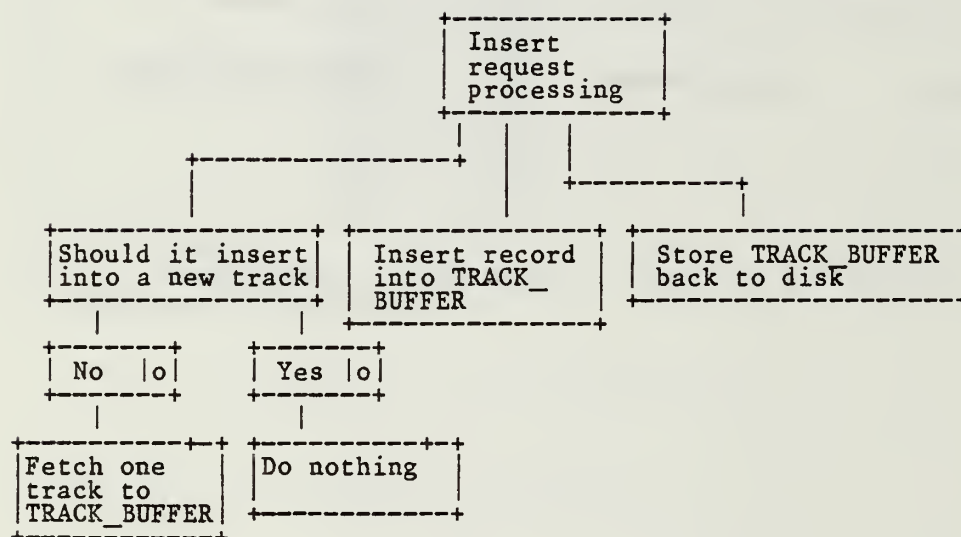 Insert
request
processing
Should it insert
into a new track
Insert record
into TRACK_
BUFFER
Store TRACK_BUFFER
back to disk
No |o|
Yes |o|
Fetch one
track to
TRACK_BUFFER
Do nothing